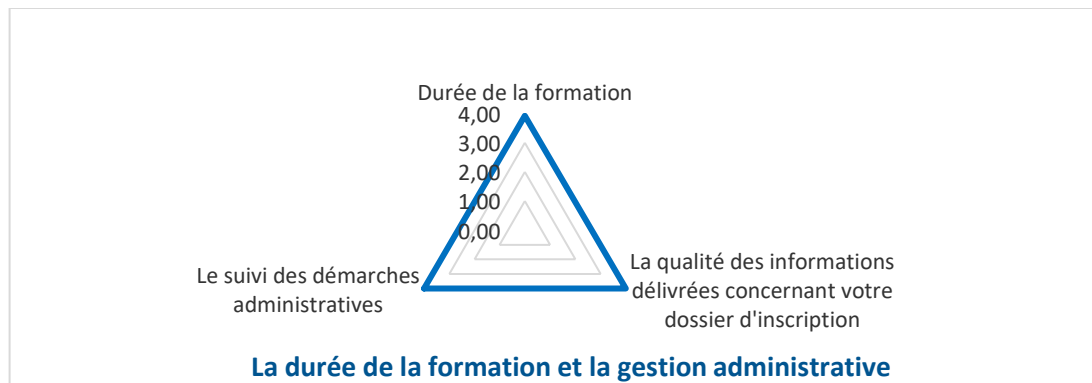 Durée de la formation
4,00
3,00
2,00
1,00
0,00
La qualité des informations
délivrées concernant votre
dossier d'inscription
Le suivi des démarches
administratives
La durée de la formation et la gestion administrative